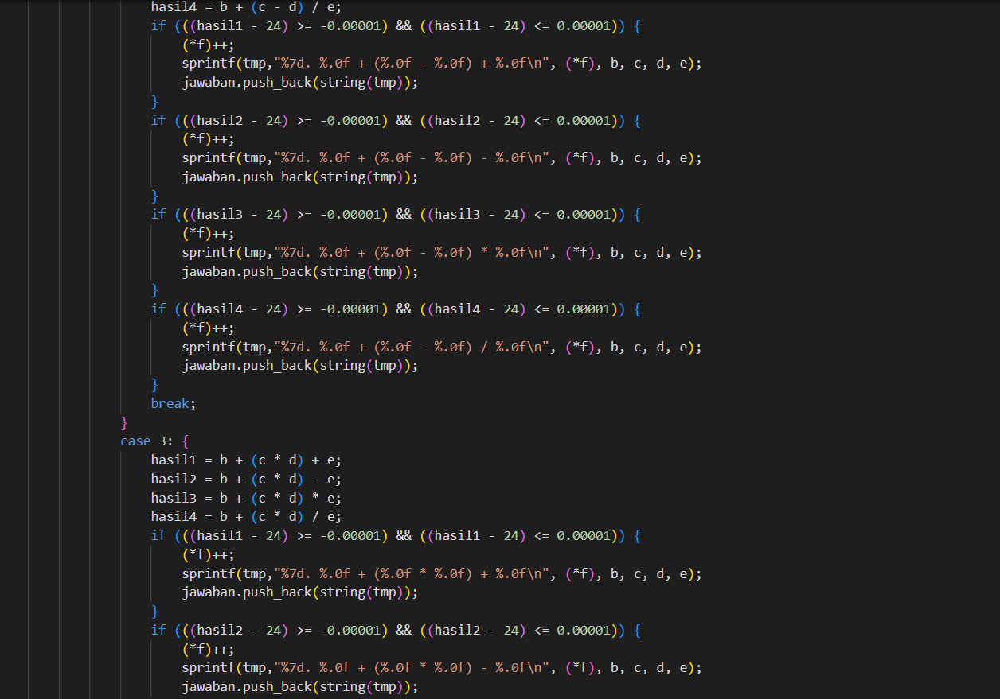 hasil4 = b + (c - d) / e;
if (((hasil1 - 24) >= -0.00001) && ((hasil1 - 24) <= 0.00001)) {
(*f)++;
sprintf(tmp,"%7d. %.0f + (%.0f - %.0f) + %.0f\n", (*f), b, c, d, e);
jawaban.push_back(string(tmp));
}
if (((hasil2 - 24) >= -0.00001) && ((hasil2 - 24) <= 0.00001)) {
(*f)++;
sprintf(tmp,"%7d. %.0f + (%.0f - %.0f) - %.0f\n", (*f), b, c, d, e);
jawaban.push_back(string(tmp));
}
if (((hasil3 - 24) >= -0.00001) && ((hasil3 - 24) <= 0.00001)) {
(*f)++;
sprintf(tmp,"%7d. %.0f + (%.0f - %.0f) * %.0f\n", (*f), b, c, d, e);
jawaban.push_back(string(tmp));
}
if (((hasil4 - 24) >= -0.00001) && ((hasil4 - 24) <= 0.00001)) {
(*f)++;
sprintf(tmp,"%7d. %.0f + (%.0f - %.0f) / %.0f\n", (*f), b, c, d, e);
jawaban.push_back(string(tmp));
}
break;
}
case 3: {
hasil1 = b + (c * d) + e;
hasil2 = b + (c * d) - e;
hasil3 = b + (c * d) * e;
hasil4 = b + (c * d) / e;
if (((hasil1 - 24) >= -0.00001) && ((hasil1 - 24) <= 0.00001)) {
(*f)++;
sprintf(tmp,"%7d. %.0f + (%.0f * %.0f) + %.0f\n", (*f), b, c, d, e);
jawaban.push_back(string(tmp));
}
if (((hasil2 - 24) >= -0.00001) && ((hasil2 - 24) <= 0.00001)) {
(*f)++;
sprintf(tmp,"%7d. %.0f + (%.0f * %.0f) - %.0f\n", (*f), b, c, d, e);
jawaban.push_back(string(tmp));